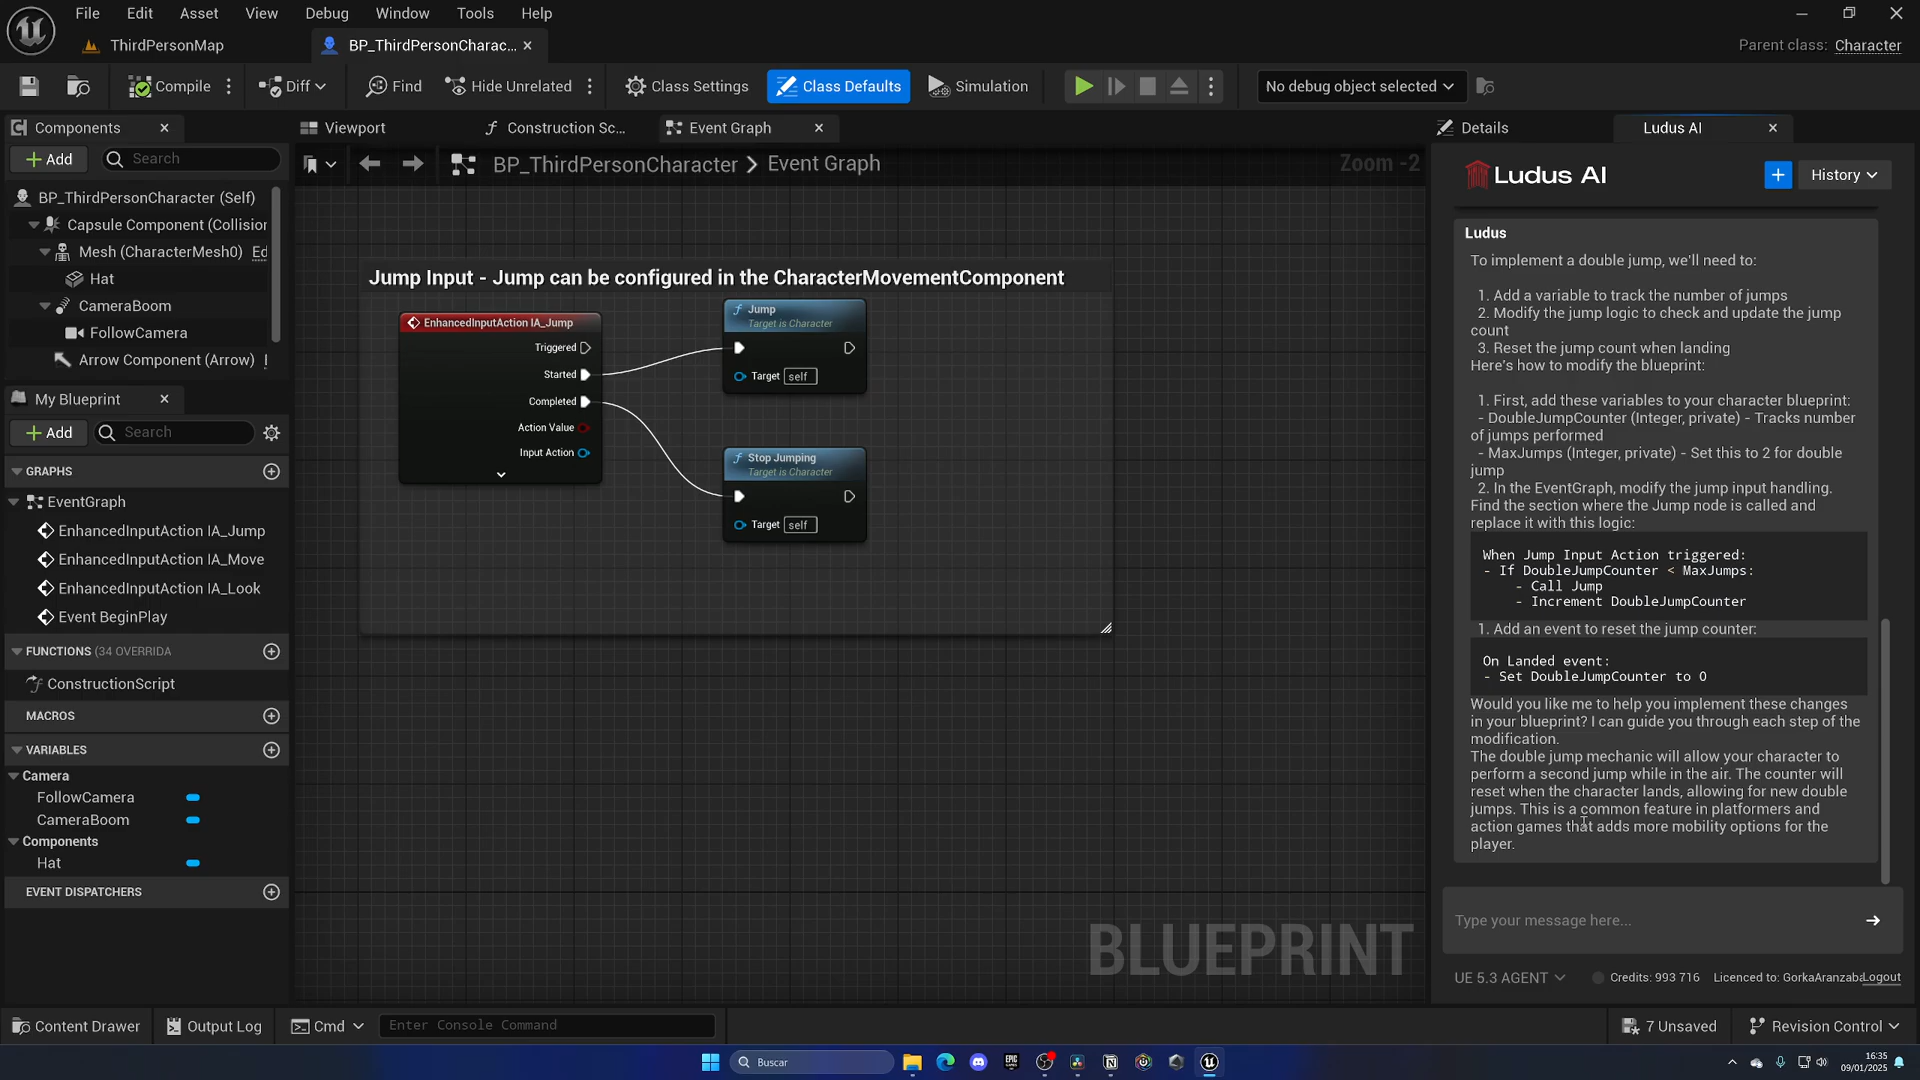 File Edit Asset View Debug Window Tools Help
ThirdPersonMap
BP_ThirdPersonCharac...
Parent class: Character
Compile Diff Find Hide Unrelated Class Settings Class Defaults Simulation No debug object selected
Components
Add Search
BP_ThirdPersonCharacter (Self)
Capsule Component (Collision
Mesh (CharacterMesh0) Ed
Hat
CameraBoom
FollowCamera
Arrow Component (Arrow)
My Blueprint
Add Search
GRAPHS
EventGraph
EnhancedInputAction IA_Jump
EnhancedInputAction IA_Move
EnhancedInputAction IA_Look
Event BeginPlay
FUNCTIONS (34 OVERRIDA
ConstructionScript
MACROS
VARIABLES
Camera
FollowCamera
CameraBoom
Components
Hat
EVENT DISPATCHERS
Viewport Construction Sc... Event Graph
BP_ThirdPersonCharacter > Event Graph
Zoom -2
Jump Input - Jump can be configured in the CharacterMovementComponent
EnhancedInputAction IA_Jump
Triggered
Started
Completed
Action Value
Input Action
Jump
Target is Character
Target self
Stop Jumping
Target is Character
Target self
BLUEPRINT
Details Ludus AI
Ludus AI
+ History
Ludus
To implement a double jump, we'll need to:
1. Add a variable to track the number of jumps
2. Modify the jump logic to check and update the jump
count
3. Reset the jump count when landing
Here's how to modify the blueprint:
1. First, add these variables to your character blueprint:
- DoubleJumpCounter (Integer, private) - Tracks number
of jumps performed
- MaxJumps (Integer, private) - Set this to 2 for double
jump
2. In the EventGraph, modify the jump input handling.
Find the section where the Jump node is called and
replace it with this logic:
When Jump Input Action triggered:
- If DoubleJumpCounter < MaxJumps:
- Call Jump
- Increment DoubleJumpCounter
1. Add an event to reset the jump counter:
On Landed event:
- Set DoubleJumpCounter to 0
Would you like me to help you implement these changes
in your blueprint? I can guide you through each step of the
modification.
The double jump mechanic will allow your character to
perform a second jump while in the air. The counter will
reset when the character lands, allowing for new double
jumps. This is a common feature in platformers and
action games that adds more mobility options for the
player.
Type your message here...
UE 5.3 AGENT Credits: 993 716 Licenced to: GorkaAranzaba Logout
Content Drawer Output Log Cmd Enter Console Command 7 Unsaved Revision Control
Buscar
16:35
09/01/2025